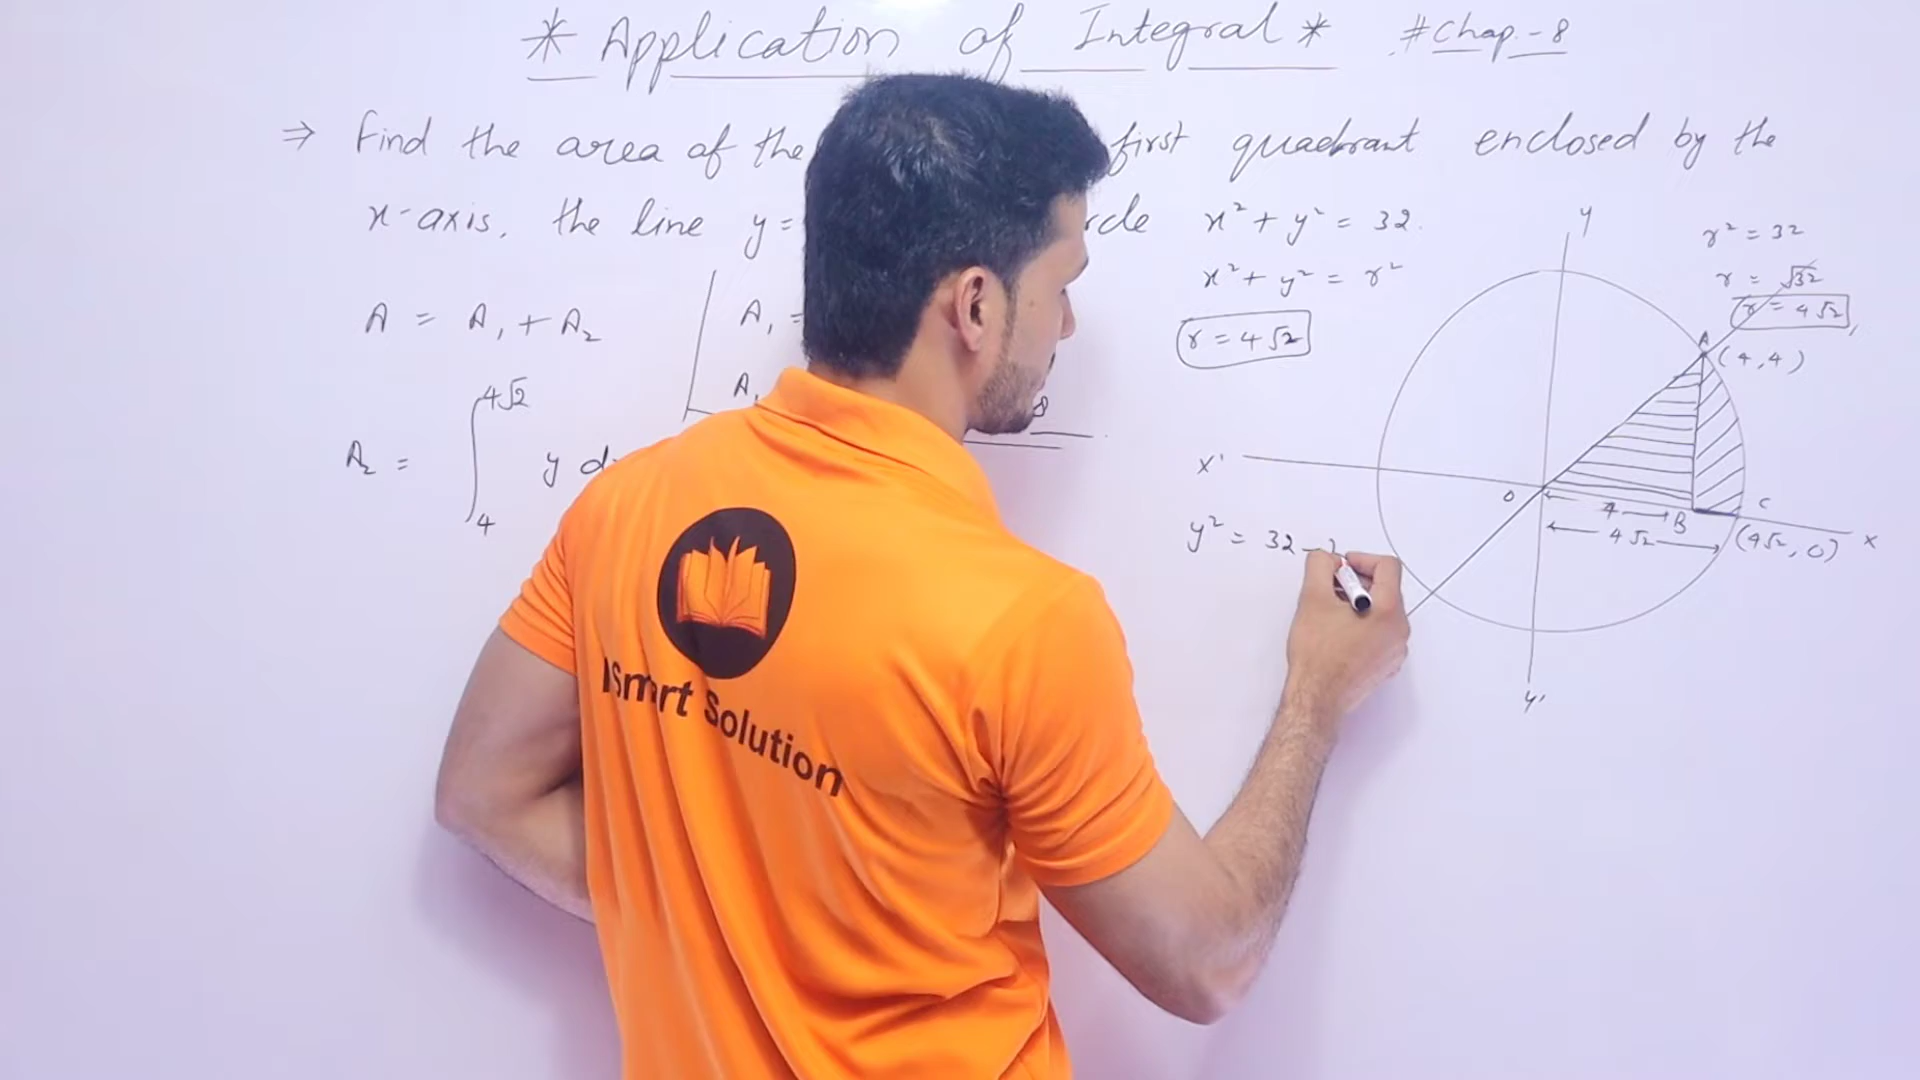 * Application of Integral * #Chap.-8
⇒ Find the area of the first quadrant enclosed by the
x-axis, the line y = x² + y² = 32.
A = A₁ + A₂
A₁ =
A₁
8
A₂ = ∫ 4√2 4 y d
x² + y² = r²
r = 4√2
y² = 32 -
r² = 32
r = √32
r = 4√2
Y
A
(4,4)
X'
O
4
B
C
4√2
(4√2, 0)
X
Y'
Smart Solution